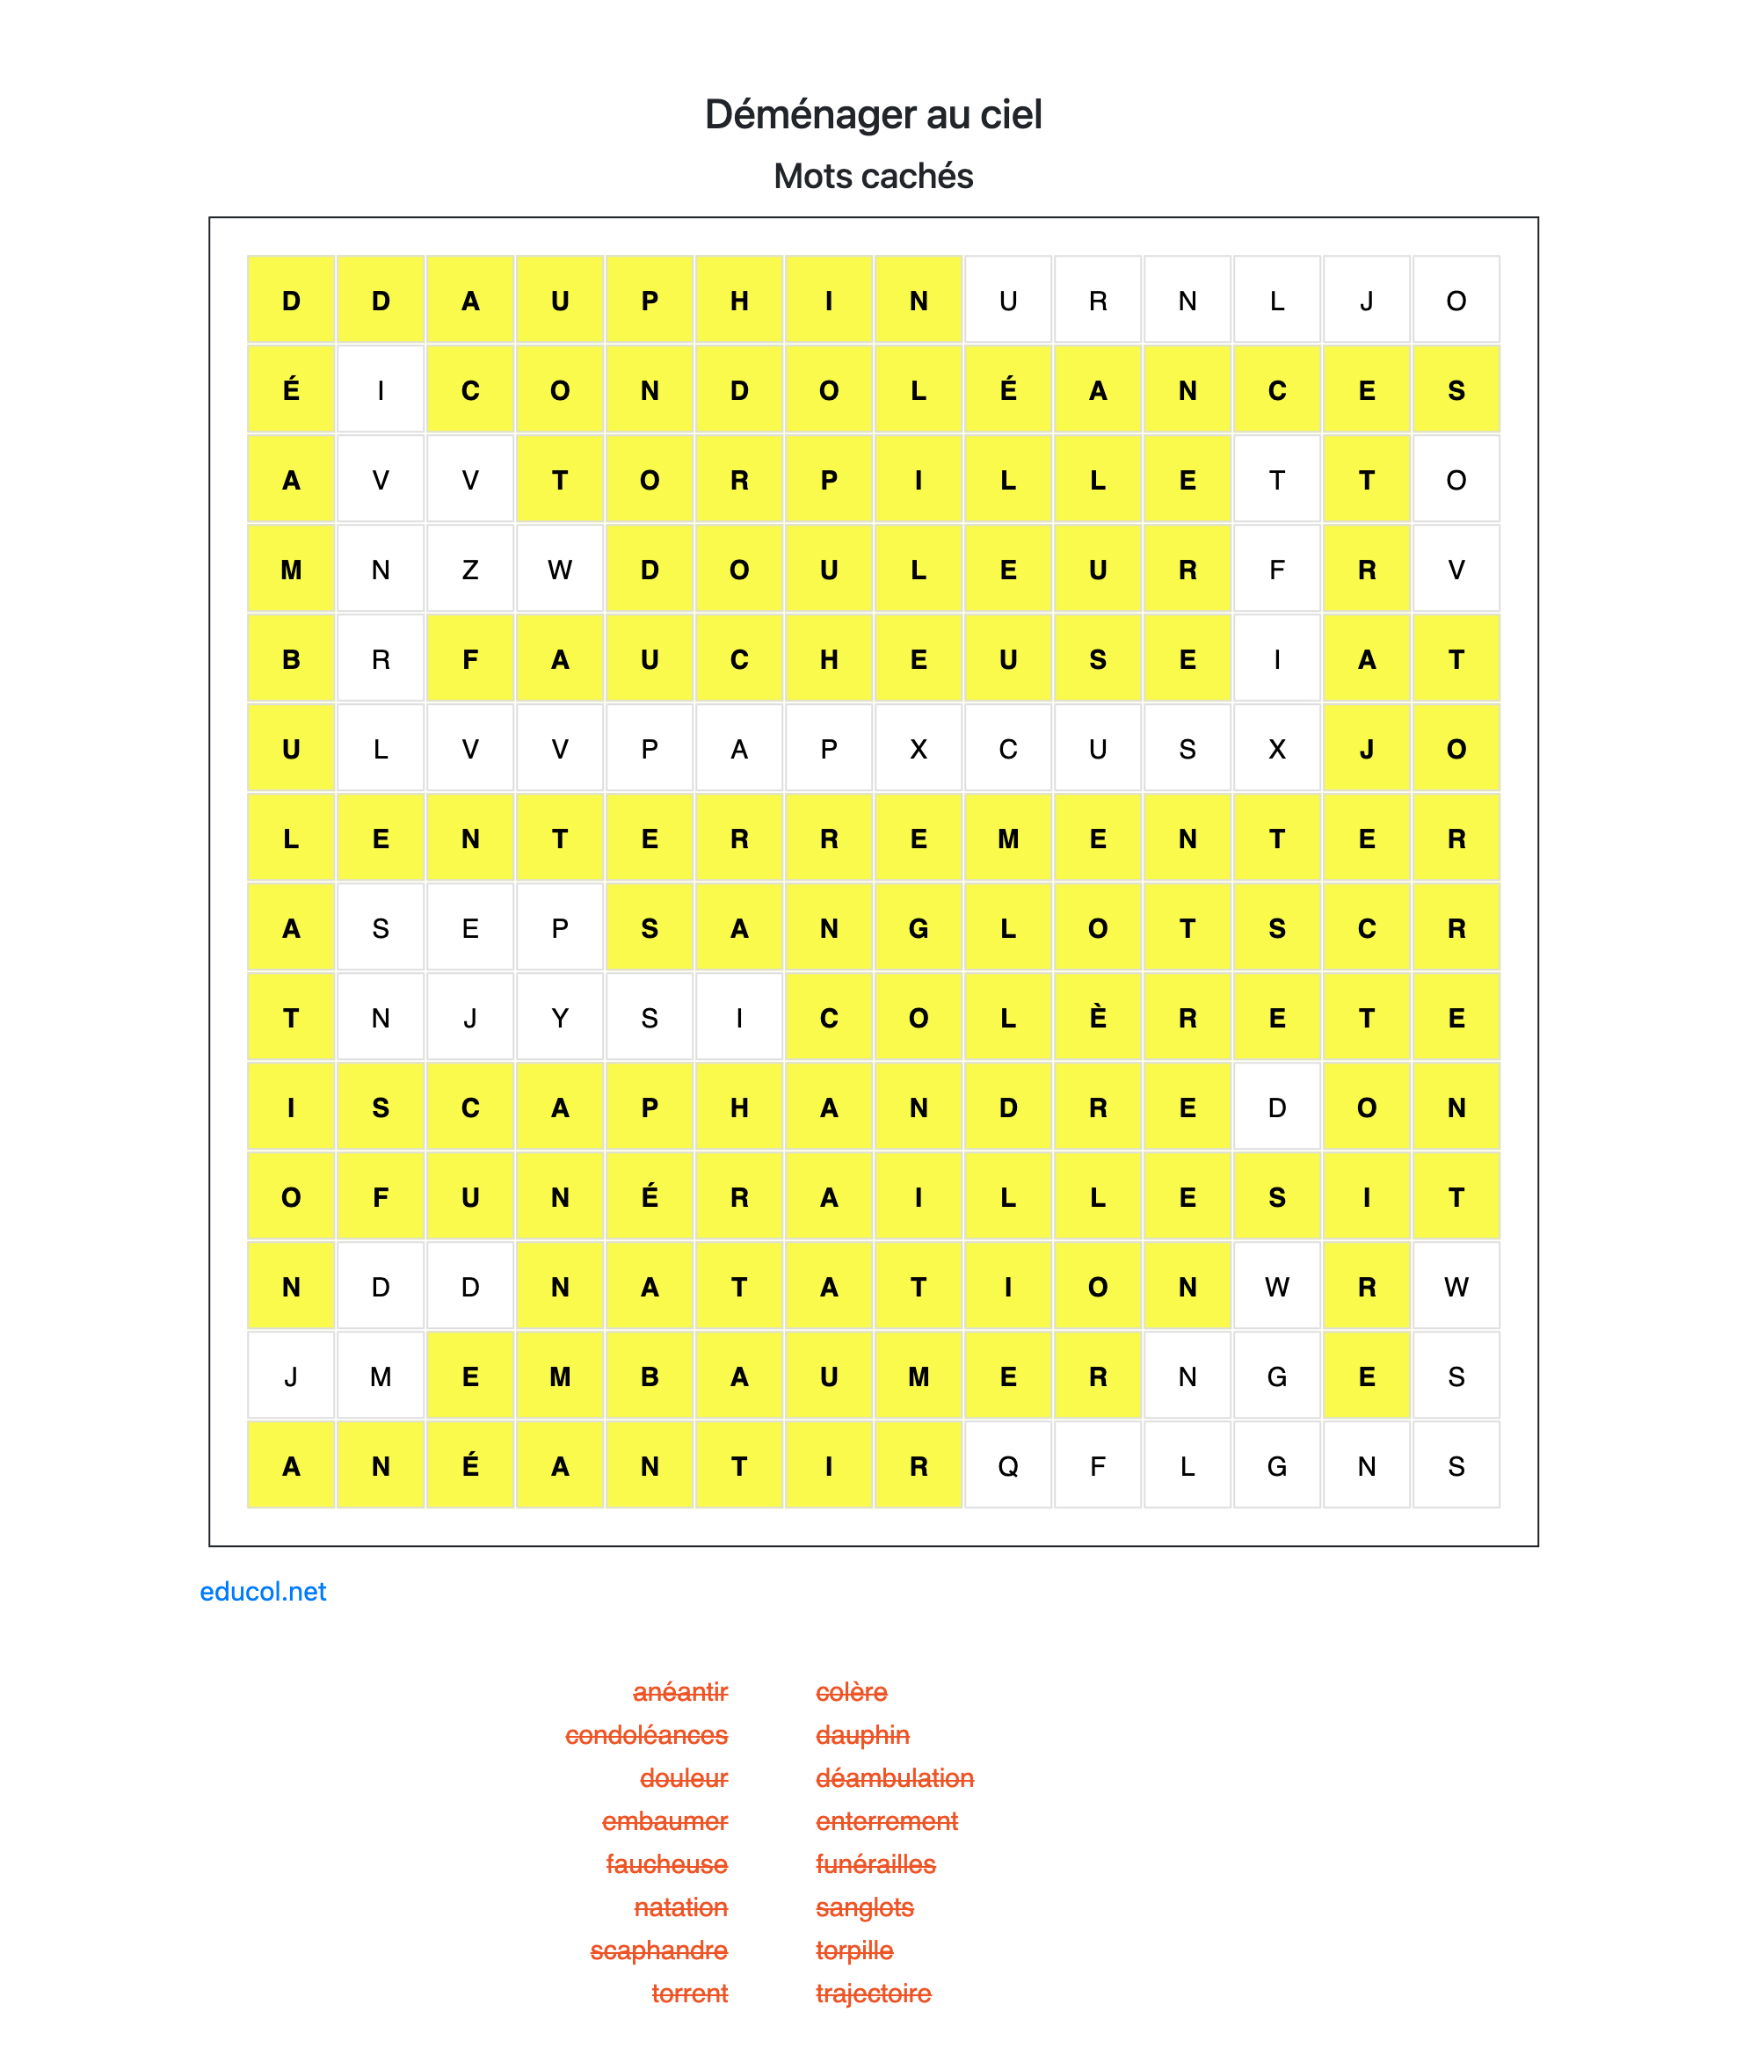 Déménager au ciel
Mots cachés
D D A U P H I N U R N L J O
É I C O N D O L É A N C E S
A V V T O R P I L L E T T O
M N Z W D O U L E U R F R V
B R F A U C H E U S E I A T
U L V V P A P X C U S X J O
L E N T E R R E M E N T E R
A S E P S A N G L O T S C R
T N J Y S I C O L È R E T E
I S C A P H A N D R E D O N
O F U N É R A I L L E S I T
N D D N A T A T I O N W R W
J M E M B A U M E R N G E S
A N É A N T I R Q F L G N S
educol.net
anéantir colère
condoléances dauphin
douleur déambulation
embaumer enterrement
faucheuse funérailles
natation sanglots
scaphandre torpille
torrent trajectoire